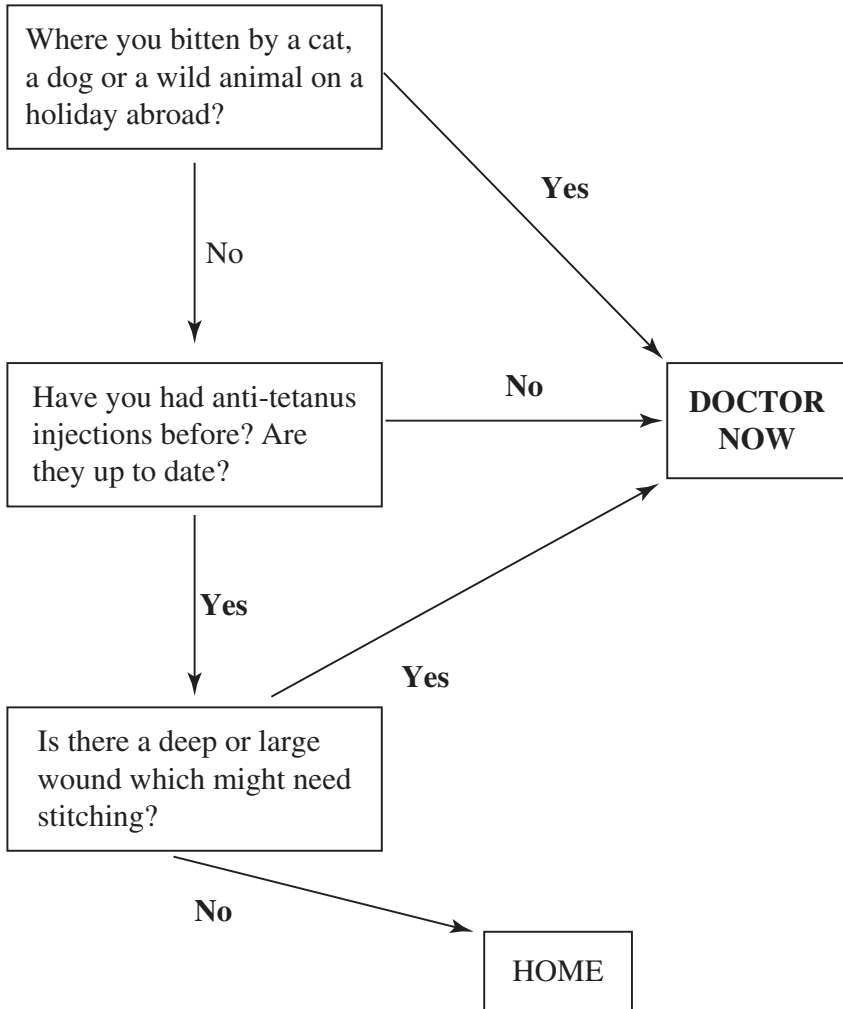 Where you bitten by a cat,
a dog or a wild animal on a
holiday abroad?
Yes
No
Have you had anti-tetanus
injections before? Are
they up to date?
No
DOCTOR
NOW
Yes
Yes
Is there a deep or large
wound which might need
stitching?
No
HOME